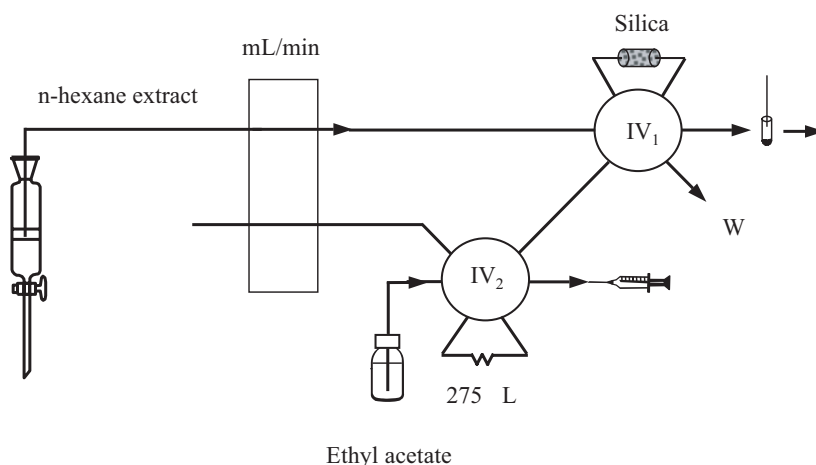 Silica
mL/min
n-hexane extract
IV₁
W
IV₂
275 L
Ethyl acetate